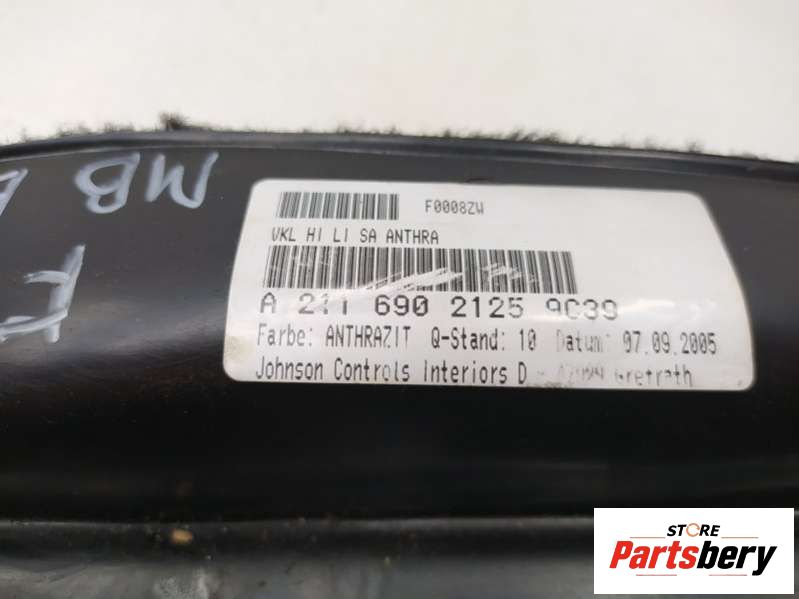 MB
F0008ZW
VKL HI LI SA ANTHRA
A 211 690 2125 9C39
Farbe: ANTHRAZIT Q-Stand: 10 Datum: 07.09.2005
Johnson Controls Interiors D - Grefrath
STORE
Partsbery